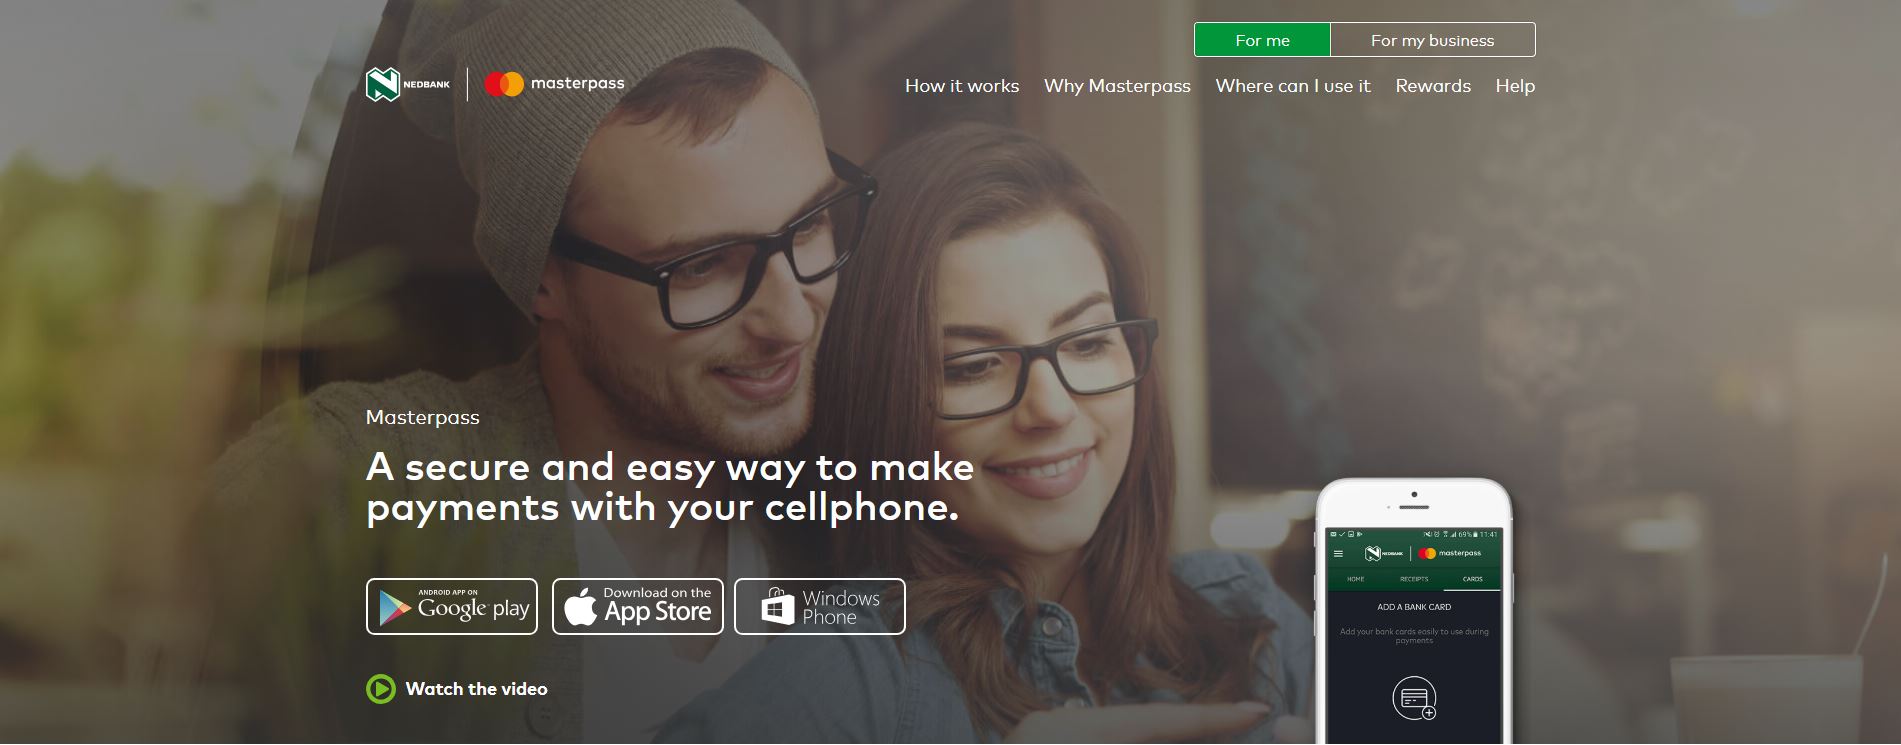 For me
For my business
NEDBANK
masterpass
How it works
Why Masterpass
Where can I use it
Rewards
Help
Masterpass
A secure and easy way to make
payments with your cellphone.
ANDROID APP ON
Google play
Download on the
App Store
Windows
Phone
Watch the video
69% 11:41
NEDBANK
masterpass
HOME
RECEIPTS
CARDS
ADD A BANK CARD
Add your bank cards easily to use during
payments